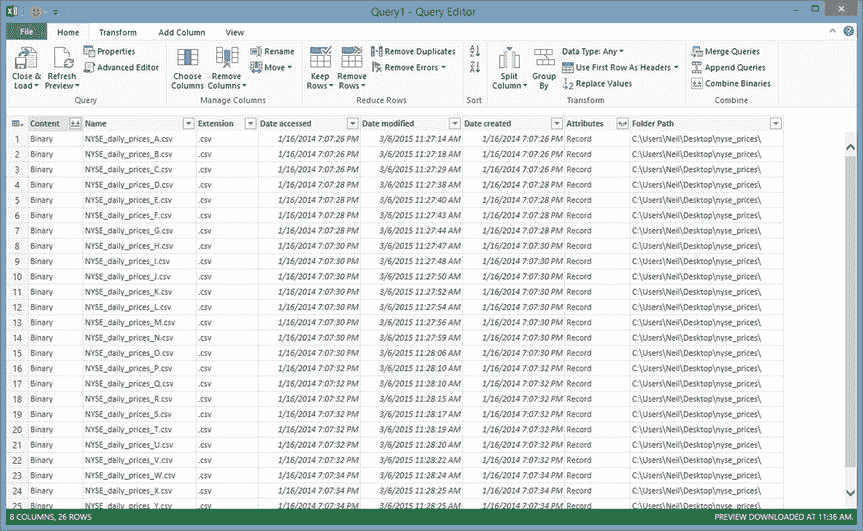 Query1 - Query Editor
File Home Transform Add Column View
Close & Load
Refresh Preview
Properties
Advanced Editor
Query
Choose Columns
Remove Columns
Rename
Move
Manage Columns
Keep Rows
Remove Rows
Remove Duplicates
Remove Errors
Reduce Rows
Sort
Split Column
Group By
Data Type: Any
Use First Row As Headers
Replace Values
Transform
Merge Queries
Append Queries
Combine Binaries
Combine
Content Name Extension Date accessed Date modified Date created Attributes Folder Path
1 Binary NYSE_daily_prices_A.csv .csv 1/16/2014 7:07:26 PM 3/6/2015 11:27:14 AM 1/16/2014 7:07:26 PM Record C:\Users\Neil\Desktop\nyse_prices\
2 Binary NYSE_daily_prices_B.csv .csv 1/16/2014 7:07:26 PM 3/6/2015 11:27:18 AM 1/16/2014 7:07:26 PM Record C:\Users\Neil\Desktop\nyse_prices\
3 Binary NYSE_daily_prices_C.csv .csv 1/16/2014 7:07:26 PM 3/6/2015 11:27:29 AM 1/16/2014 7:07:26 PM Record C:\Users\Neil\Desktop\nyse_prices\
4 Binary NYSE_daily_prices_D.csv .csv 1/16/2014 7:07:28 PM 3/6/2015 11:27:38 AM 1/16/2014 7:07:28 PM Record C:\Users\Neil\Desktop\nyse_prices\
5 Binary NYSE_daily_prices_E.csv .csv 1/16/2014 7:07:28 PM 3/6/2015 11:27:40 AM 1/16/2014 7:07:28 PM Record C:\Users\Neil\Desktop\nyse_prices\
6 Binary NYSE_daily_prices_F.csv .csv 1/16/2014 7:07:28 PM 3/6/2015 11:27:43 AM 1/16/2014 7:07:28 PM Record C:\Users\Neil\Desktop\nyse_prices\
7 Binary NYSE_daily_prices_G.csv .csv 1/16/2014 7:07:28 PM 3/6/2015 11:27:44 AM 1/16/2014 7:07:28 PM Record C:\Users\Neil\Desktop\nyse_prices\
8 Binary NYSE_daily_prices_H.csv .csv 1/16/2014 7:07:30 PM 3/6/2015 11:27:47 AM 1/16/2014 7:07:30 PM Record C:\Users\Neil\Desktop\nyse_prices\
9 Binary NYSE_daily_prices_I.csv .csv 1/16/2014 7:07:30 PM 3/6/2015 11:27:48 AM 1/16/2014 7:07:30 PM Record C:\Users\Neil\Desktop\nyse_prices\
10 Binary NYSE_daily_prices_J.csv .csv 1/16/2014 7:07:30 PM 3/6/2015 11:27:50 AM 1/16/2014 7:07:30 PM Record C:\Users\Neil\Desktop\nyse_prices\
11 Binary NYSE_daily_prices_K.csv .csv 1/16/2014 7:07:30 PM 3/6/2015 11:27:52 AM 1/16/2014 7:07:30 PM Record C:\Users\Neil\Desktop\nyse_prices\
12 Binary NYSE_daily_prices_L.csv .csv 1/16/2014 7:07:30 PM 3/6/2015 11:27:54 AM 1/16/2014 7:07:30 PM Record C:\Users\Neil\Desktop\nyse_prices\
13 Binary NYSE_daily_prices_M.csv .csv 1/16/2014 7:07:30 PM 3/6/2015 11:27:56 AM 1/16/2014 7:07:30 PM Record C:\Users\Neil\Desktop\nyse_prices\
14 Binary NYSE_daily_prices_N.csv .csv 1/16/2014 7:07:30 PM 3/6/2015 11:27:59 AM 1/16/2014 7:07:30 PM Record C:\Users\Neil\Desktop\nyse_prices\
15 Binary NYSE_daily_prices_O.csv .csv 1/16/2014 7:07:30 PM 3/6/2015 11:28:06 AM 1/16/2014 7:07:30 PM Record C:\Users\Neil\Desktop\nyse_prices\
16 Binary NYSE_daily_prices_P.csv .csv 1/16/2014 7:07:32 PM 3/6/2015 11:28:10 AM 1/16/2014 7:07:32 PM Record C:\Users\Neil\Desktop\nyse_prices\
17 Binary NYSE_daily_prices_Q.csv .csv 1/16/2014 7:07:32 PM 3/6/2015 11:28:10 AM 1/16/2014 7:07:32 PM Record C:\Users\Neil\Desktop\nyse_prices\
18 Binary NYSE_daily_prices_R.csv .csv 1/16/2014 7:07:32 PM 3/6/2015 11:28:15 AM 1/16/2014 7:07:32 PM Record C:\Users\Neil\Desktop\nyse_prices\
19 Binary NYSE_daily_prices_S.csv .csv 1/16/2014 7:07:32 PM 3/6/2015 11:28:17 AM 1/16/2014 7:07:32 PM Record C:\Users\Neil\Desktop\nyse_prices\
20 Binary NYSE_daily_prices_T.csv .csv 1/16/2014 7:07:32 PM 3/6/2015 11:28:19 AM 1/16/2014 7:07:32 PM Record C:\Users\Neil\Desktop\nyse_prices\
21 Binary NYSE_daily_prices_U.csv .csv 1/16/2014 7:07:32 PM 3/6/2015 11:28:20 AM 1/16/2014 7:07:32 PM Record C:\Users\Neil\Desktop\nyse_prices\
22 Binary NYSE_daily_prices_V.csv .csv 1/16/2014 7:07:32 PM 3/6/2015 11:28:22 AM 1/16/2014 7:07:32 PM Record C:\Users\Neil\Desktop\nyse_prices\
23 Binary NYSE_daily_prices_W.csv .csv 1/16/2014 7:07:34 PM 3/6/2015 11:28:24 AM 1/16/2014 7:07:34 PM Record C:\Users\Neil\Desktop\nyse_prices\
24 Binary NYSE_daily_prices_X.csv .csv 1/16/2014 7:07:34 PM 3/6/2015 11:28:25 AM 1/16/2014 7:07:34 PM Record C:\Users\Neil\Desktop\nyse_prices\
25 Binary NYSE_daily_prices_Y.csv .csv 1/16/2014 7:07:34 PM 3/6/2015 11:28:25 AM 1/16/2014 7:07:34 PM Record C:\Users\Neil\Desktop\nyse_prices\
8 COLUMNS, 26 ROWS
PREVIEW DOWNLOADED AT 11:36 AM.